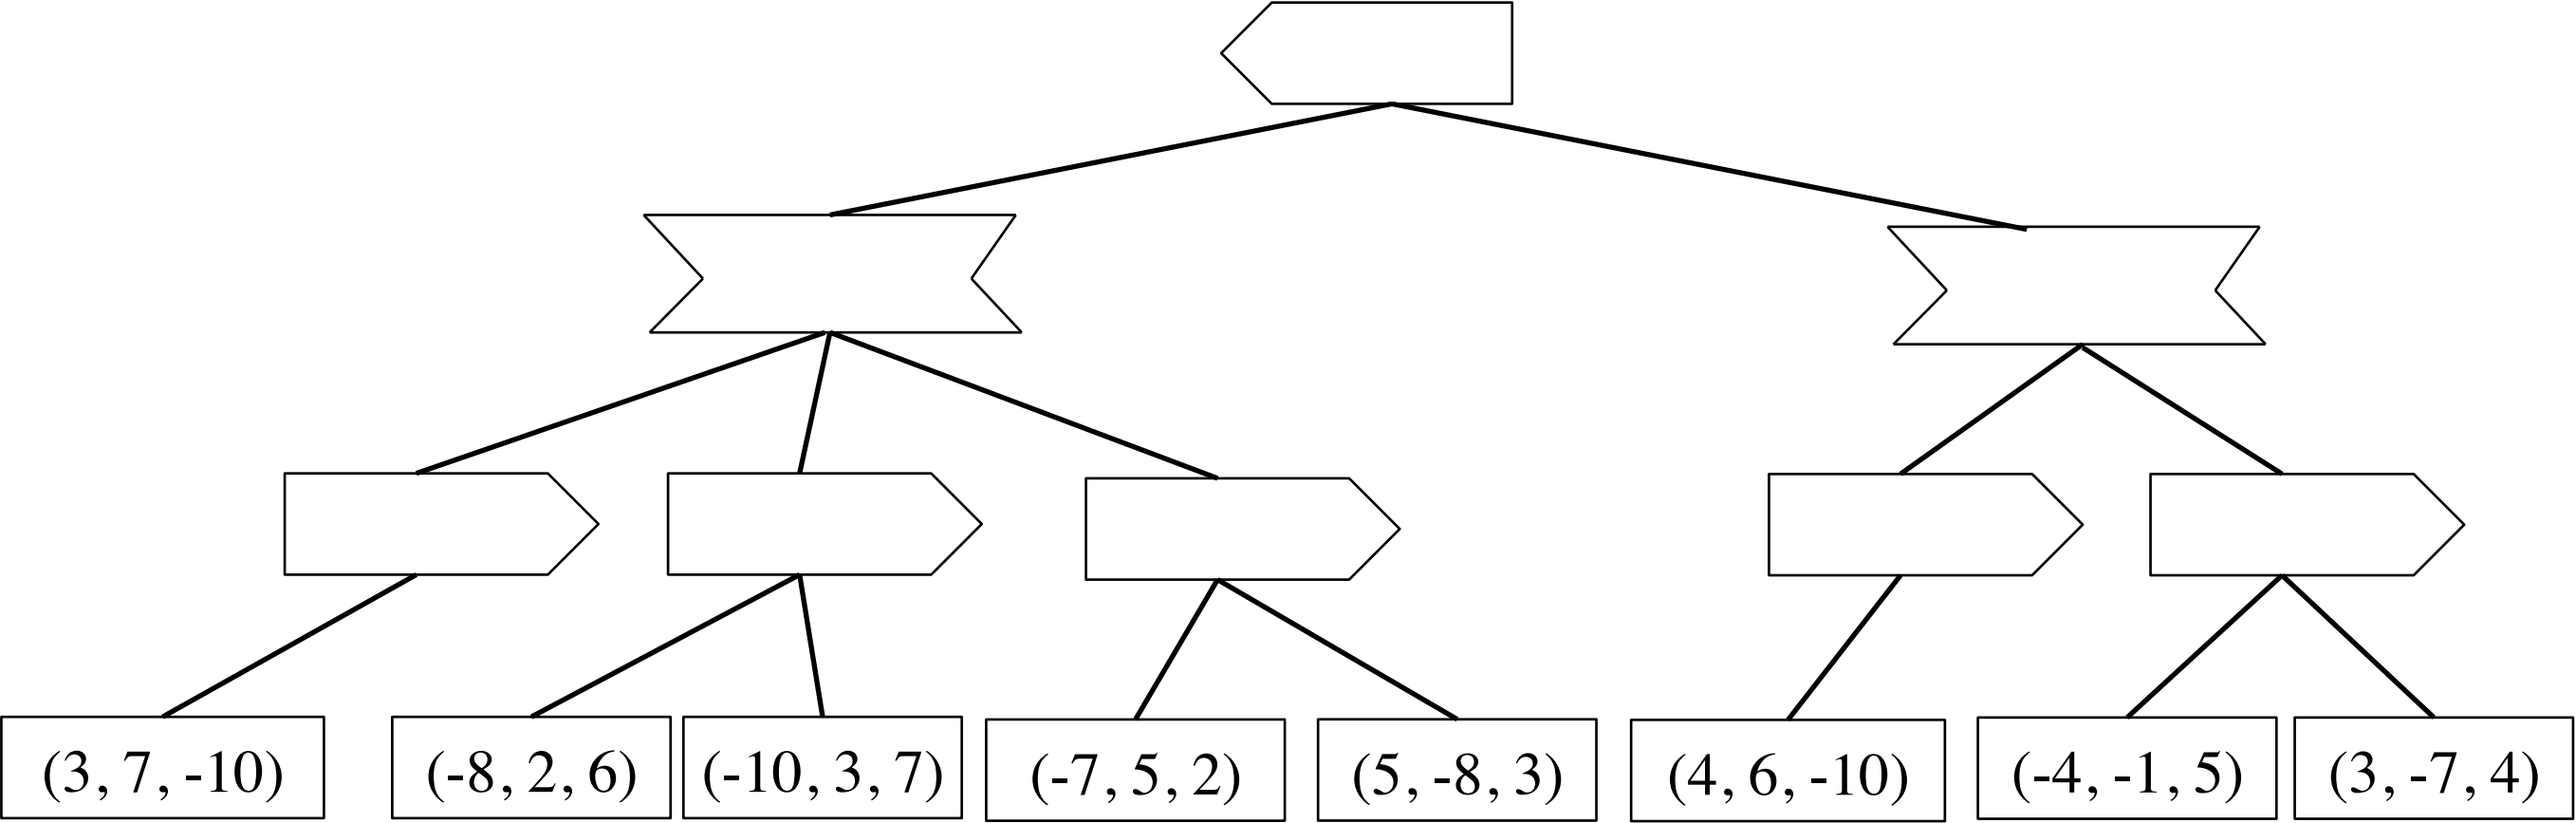 (3, 7, -10) (-8, 2, 6) (-10, 3, 7) (-7, 5, 2) (5, -8, 3) (4, 6, -10) (-4, -1, 5) (3, -7, 4)